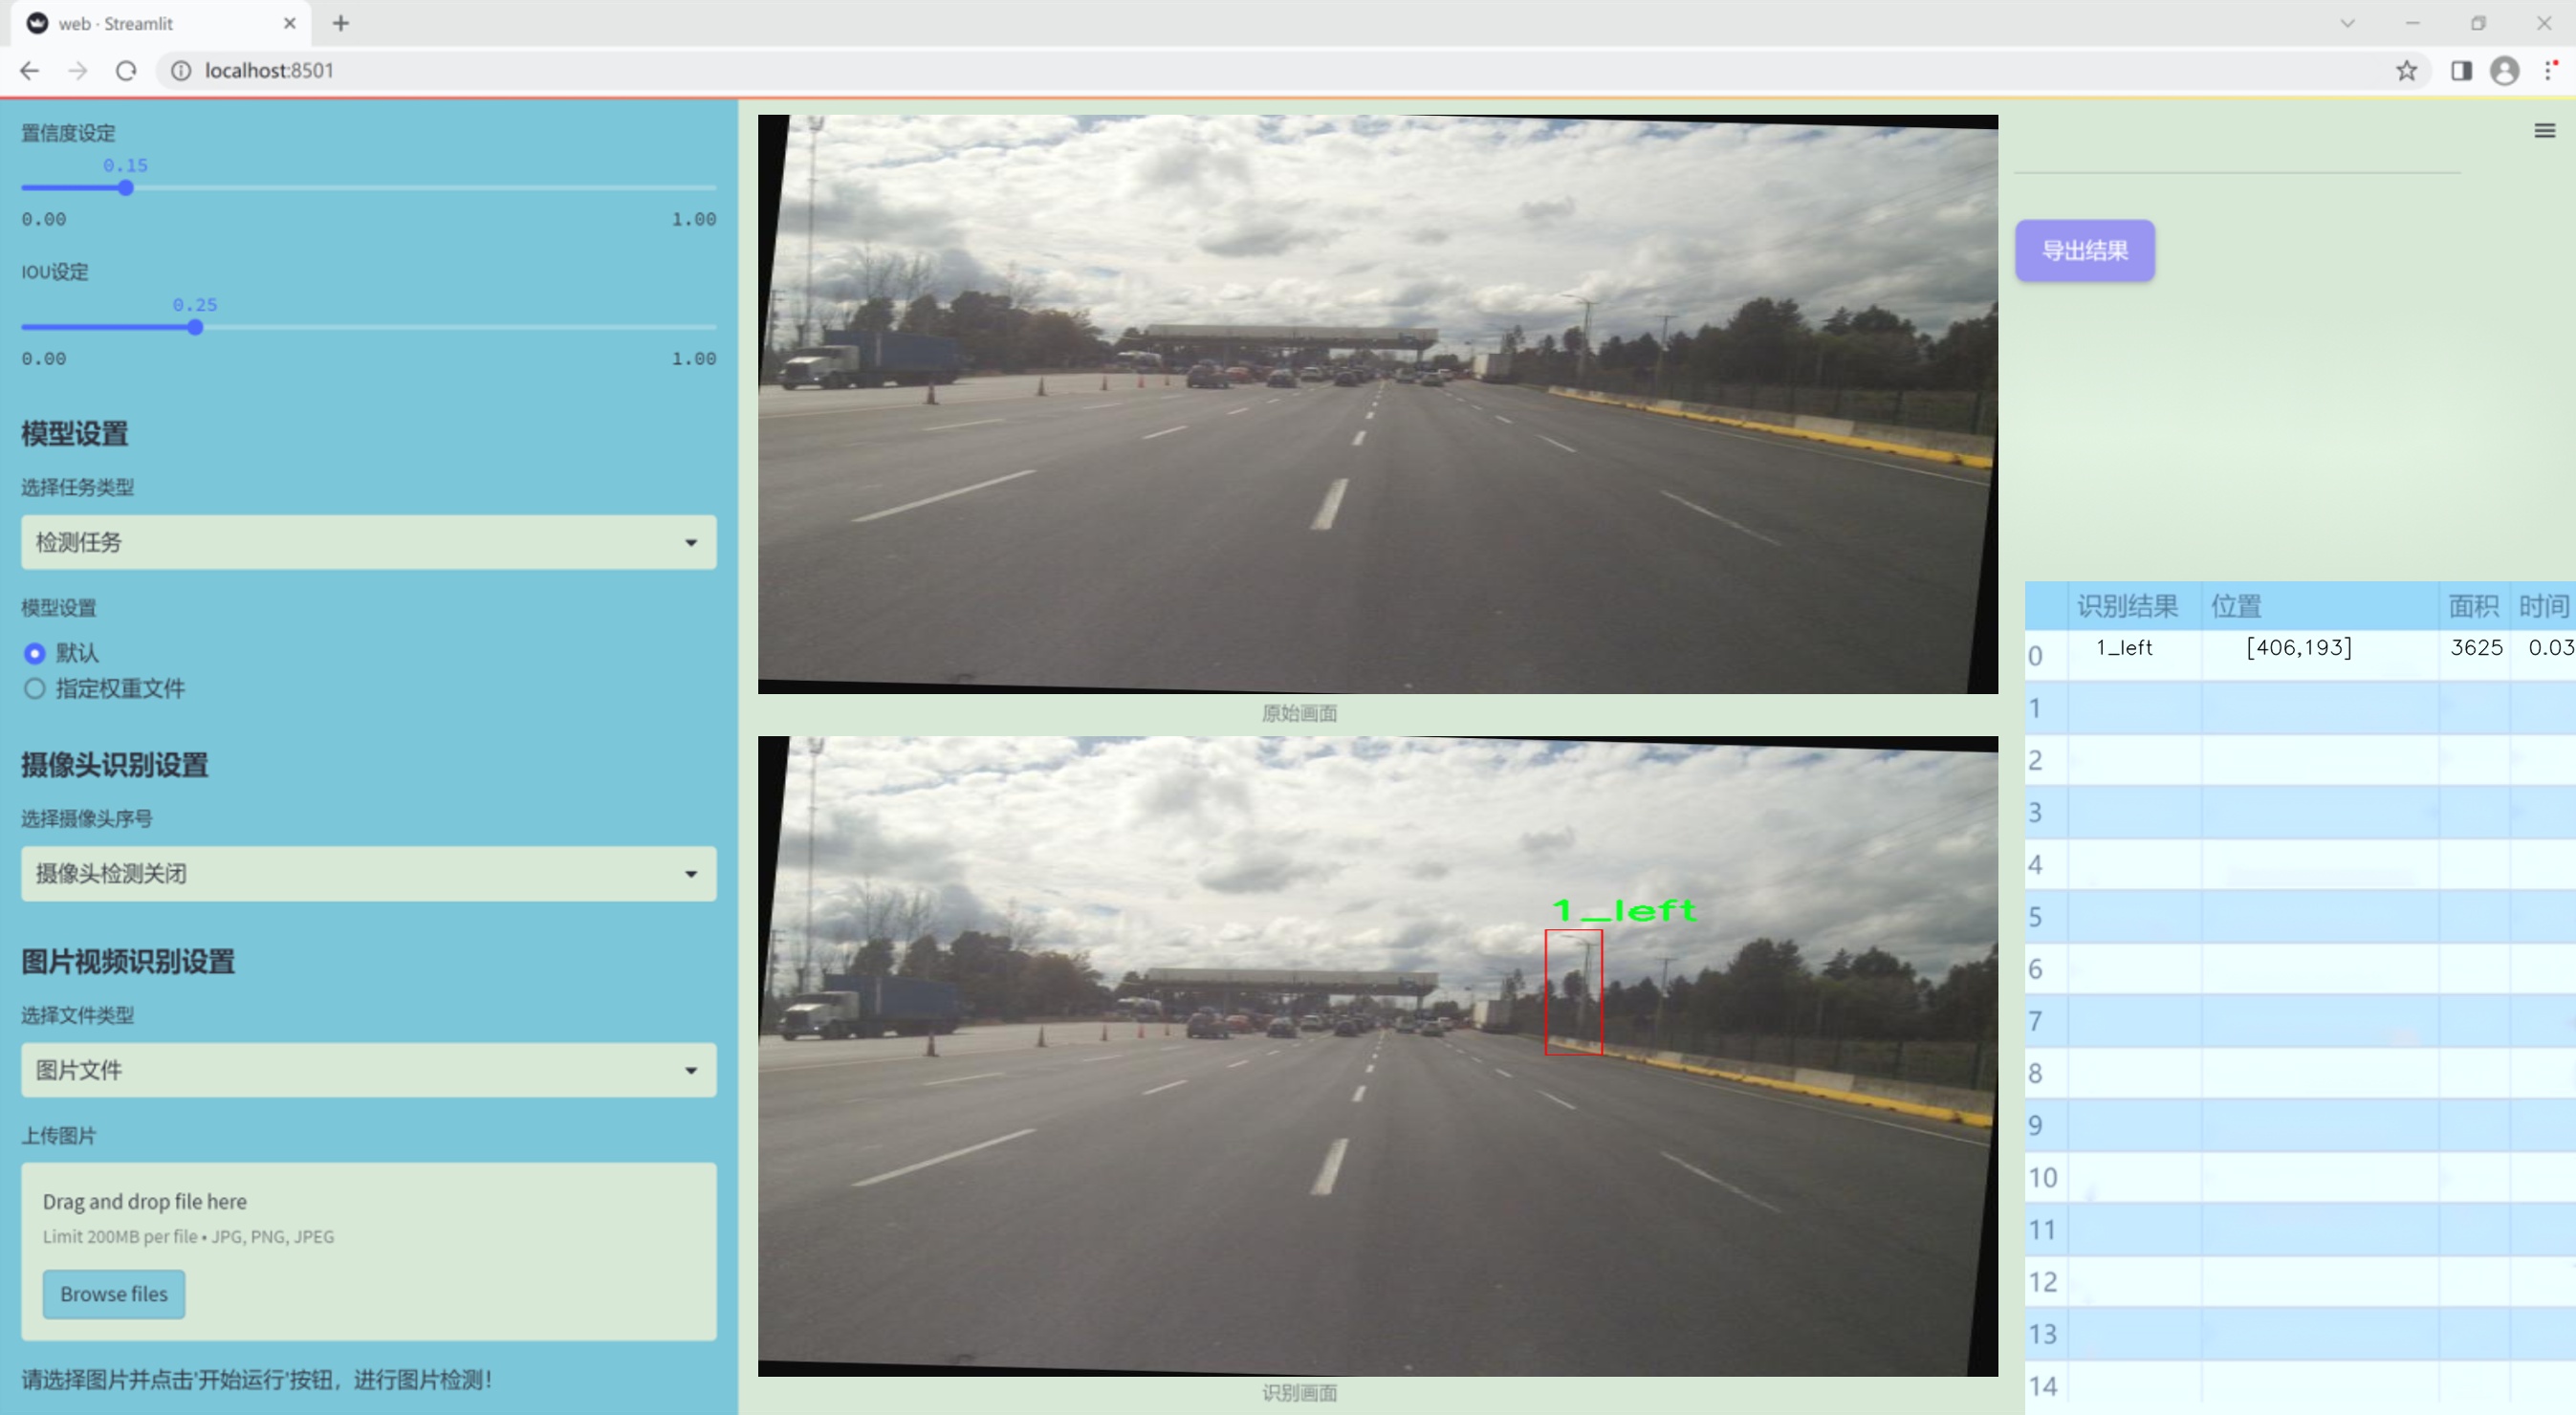 web · Streamlit
localhost:8501
置信度设定
0.15
0.00 1.00
IOU设定
0.25
0.00 1.00
模型设置
选择任务类型
检测任务
模型设置
默认
指定权重文件
摄像头识别设置
选择摄像头序号
摄像头检测关闭
图片视频识别设置
选择文件类型
图片文件
上传图片
Drag and drop file here
Limit 200MB per file • JPG, PNG, JPEG
Browse files
请选择图片并点击'开始运行'按钮，进行图片检测！
原始画面
1_left
识别画面
导出结果
识别结果 位置 面积 时间
0 1_left [406,193] 3625 0.03
1
2
3
4
5
6
7
8
9
10
11
12
13
14